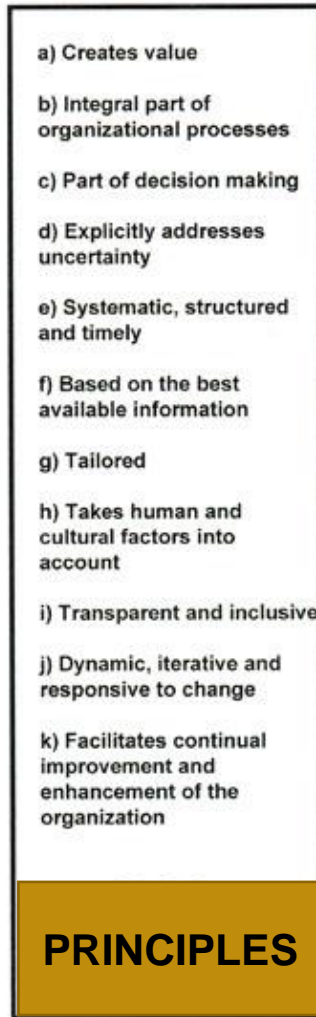 a) Creates value
b) Integral part of
organizational processes
c) Part of decision making
d) Explicitly addresses
uncertainty
e) Systematic, structured
and timely
f) Based on the best
available information
g) Tailored
h) Takes human and
cultural factors into
account
i) Transparent and inclusive
j) Dynamic, iterative and
responsive to change
k) Facilitates continual
improvement and
enhancement of the
organization
PRINCIPLES